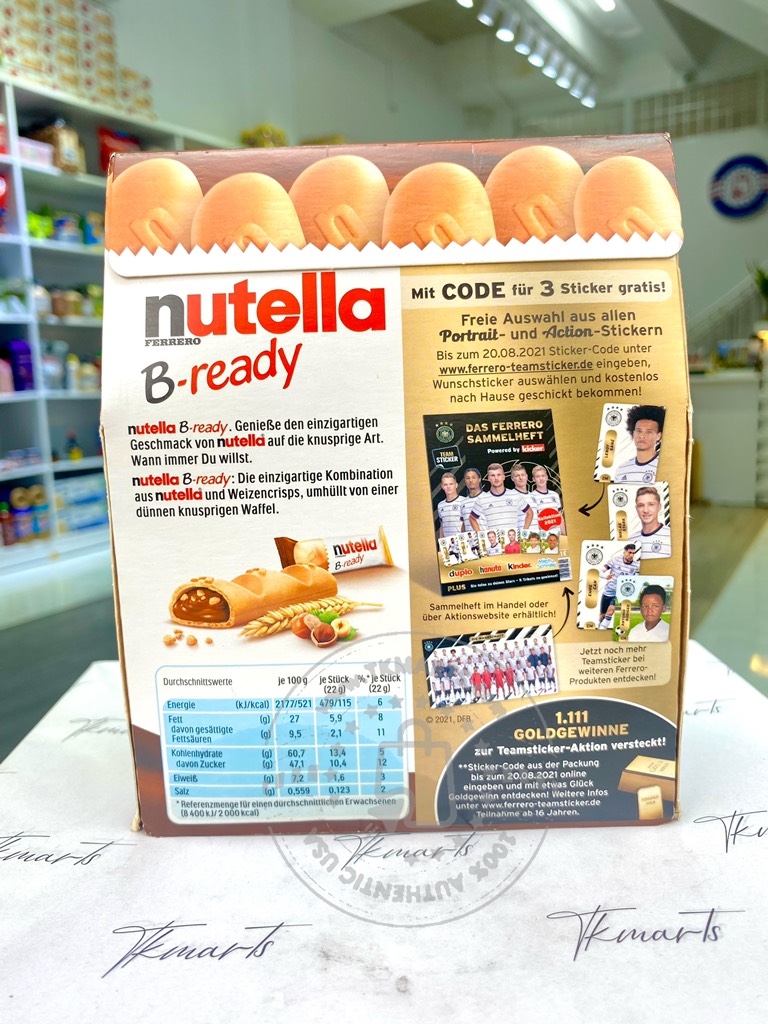 nutella
FERRERO
B-ready
nutella B-ready. Genieße den einzigartigen
Geschmack von nutella auf die knusprige Art.
Wann immer Du willst.
nutella B-ready: Die einzigartige Kombination
aus nutella und Weizencrisps, umhüllt von einer
dünnen knusprigen Waffel.
nutella
B-ready
Durchschnittswerte je 100 g je Stück (22 g) %* je Stück (22 g)
Energie (kJ/kcal) 2177/521 479/115 6
Fett (g) 27 5,9 8
davon gesättigte Fettsäuren (g) 9,5 2,1 11
Kohlenhydrate (g) 60,7 13,4 5
davon Zucker (g) 47,1 10,4 12
Eiweiß (g) 7,2 1,6 3
Salz (g) 0,559 0,123 2
* Referenzmenge für einen durchschnittlichen Erwachsenen
(8 400 kJ/2 000 kcal)
Mit CODE für 3 Sticker gratis!
Freie Auswahl aus allen
Portrait- und Action-Stickern
Bis zum 20.08.2021 Sticker-Code unter
www.ferrero-teamsticker.de eingeben,
Wunschsticker auswählen und kostenlos
nach Hause geschickt bekommen!
DAS FERRERO
SAMMELHEFT
Powered by kicker
TEAM
STICKER
duplo hanuta kinder
PLUS
Sammelheft im Handel oder
über Aktionswebsite erhältlich!
Jetzt noch mehr
Teamsticker bei
weiteren Ferrero-
Produkten entdecken!
© 2021, DFB
1.111
GOLDGEWINNE
zur Teamsticker-Aktion versteckt!
**Sticker-Code aus der Packung
bis zum 20.08.2021 online
eingeben und mit etwas Glück
Goldgewinn entdecken! Weitere Infos
unter www.ferrero-teamsticker.de
Teilnahme ab 16 Jahren.
TKMARTS
100% AUTHENTIC USA
Tkmarts
Tkmarts
Tkmarts